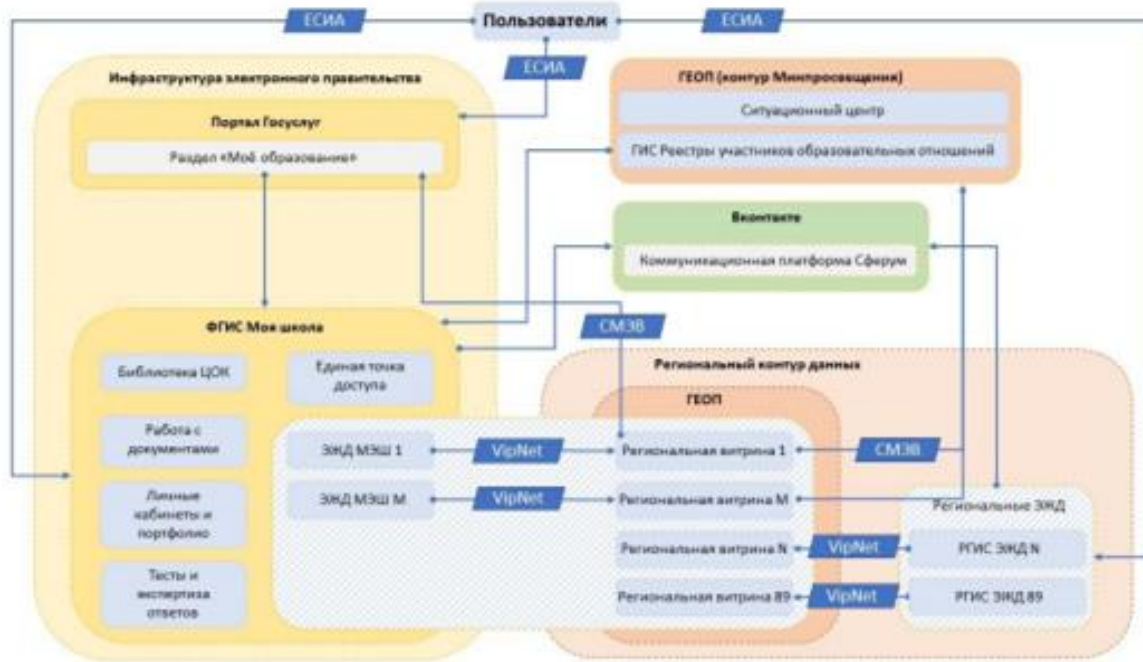 ЕСИА
Пользователи
ЕСИА
ЕСИА
Инфраструктура электронного правительства
Портал Госуслуг
Раздел «Моё образование»
ГЕОП (контур Минпросвещения)
Ситуационный центр
ГИС Реестры участников образовательных отношений
Вконтакте
Коммуникационная платформа Сферум
СМЭВ
ФГИС Моя школа
Библиотека ЦОК
Единая точка
доступа
Работа с
документами
Личные
кабинеты и
портфолио
Тесты и
экспертиза
ответов
ЭЖД МЭШ 1
VipNet
ЭЖД МЭШ М
VipNet
Региональный контур данных
ГЕОП
Региональная витрина 1
СМЭВ
Региональная витрина М
Региональная витрина N
VipNet
Региональная витрина 89
VipNet
Региональные ЭЖД
РГИС ЭЖД N
РГИС ЭЖД 89